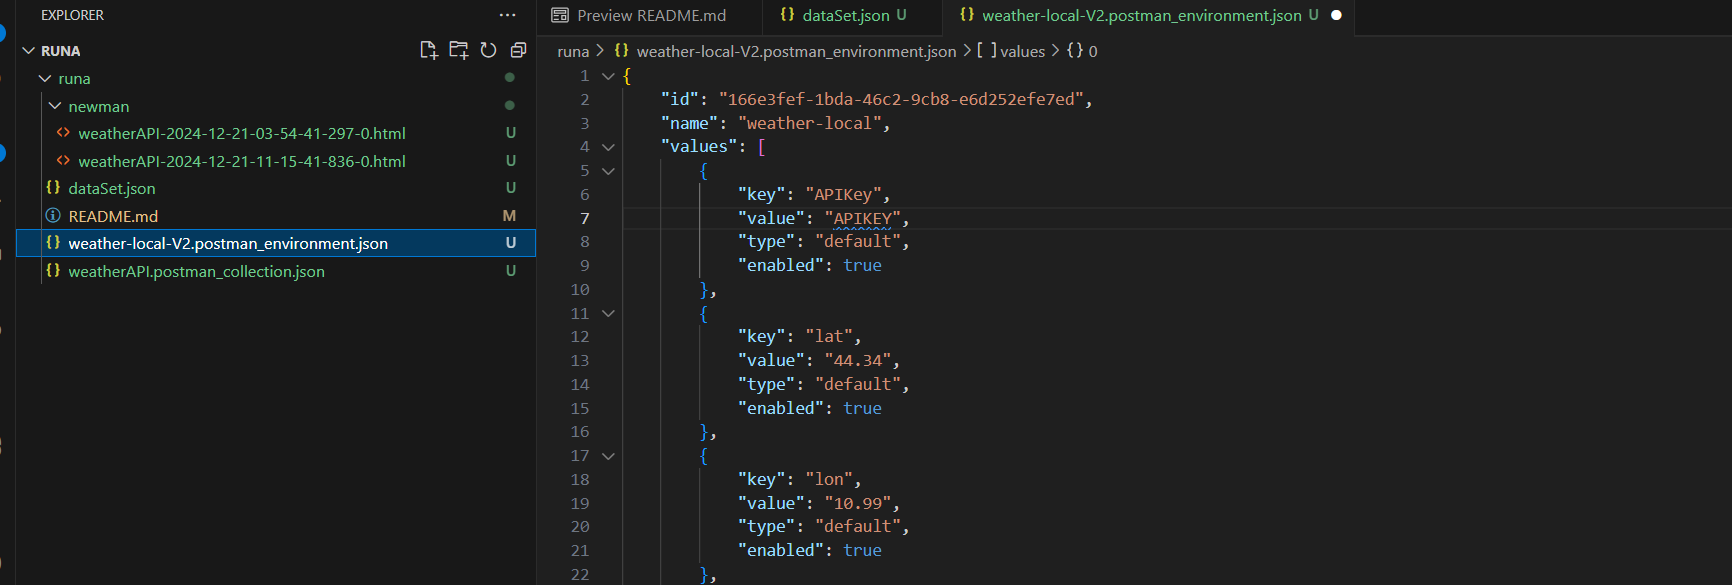 EXPLORER
RUNA
runa
newman
weatherAPI-2024-12-21-03-54-41-297-0.html U
weatherAPI-2024-12-21-11-15-41-836-0.html U
dataSet.json U
README.md M
weather-local-V2.postman_environment.json U
weatherAPI.postman_collection.json U
Preview README.md
{} dataSet.json U
{} weather-local-V2.postman_environment.json U
runa > {} weather-local-V2.postman_environment.json > [ ] values > {} 0
1 {
2 "id": "166e3fef-1bda-46c2-9cb8-e6d252efe7ed",
3 "name": "weather-local",
4 "values": [
5 {
6 "key": "APIKey",
7 "value": "APIKEY",
8 "type": "default",
9 "enabled": true
10 },
11 {
12 "key": "lat",
13 "value": "44.34",
14 "type": "default",
15 "enabled": true
16 },
17 {
18 "key": "lon",
19 "value": "10.99",
20 "type": "default",
21 "enabled": true
22 },